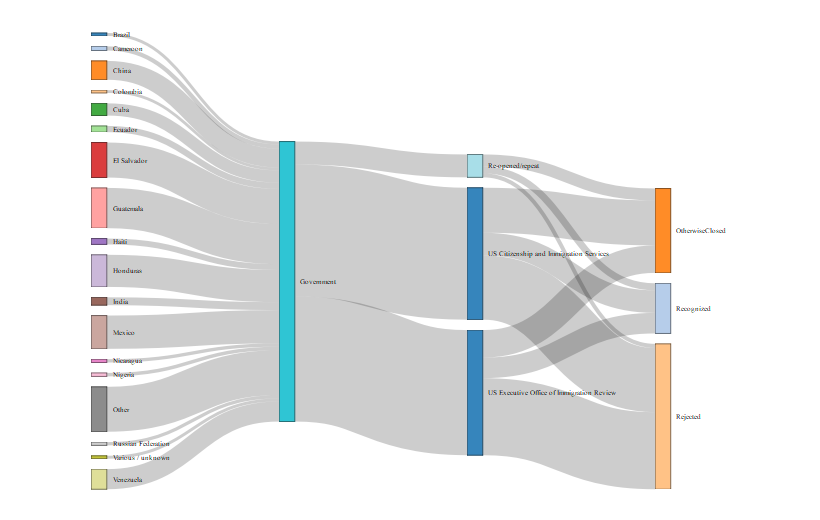 Brazil
Cameroon
China
Colombia
Cuba
Ecuador
El Salvador
Guatemala
Haiti
Honduras
India
Mexico
Nicaragua
Nigeria
Other
Russian Federation
Various / unknown
Venezuela
Government
Re-opened/repeat
US Citizenship and Immigration Services
US Executive Office of Immigration Review
OtherwiseClosed
Recognized
Rejected